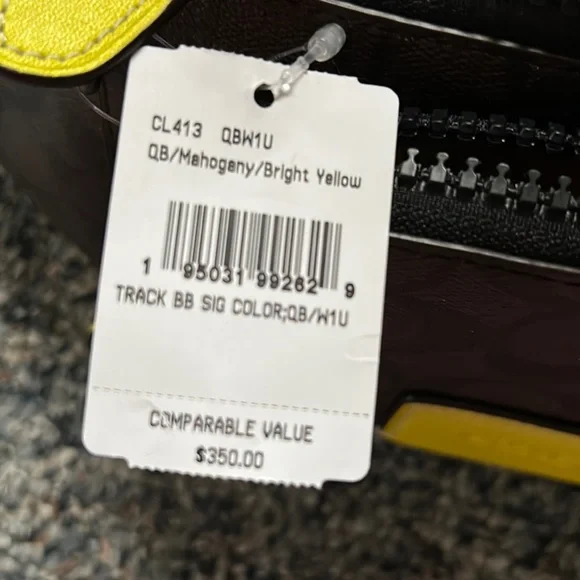 CL413 QBW1U
QB/Mahogany/Bright Yellow
1 95031 99262 9
TRACK BB SIG COLOR;QB/W1U
COMPARABLE VALUE
$350.00